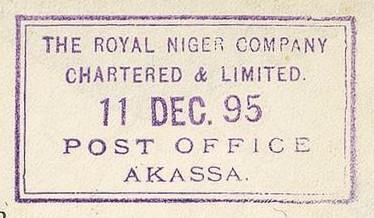 THE ROYAL NIGER COMPANY
CHARTERED & LIMITED.
11 DEC. 95
POST OFFICE
AKASSA.